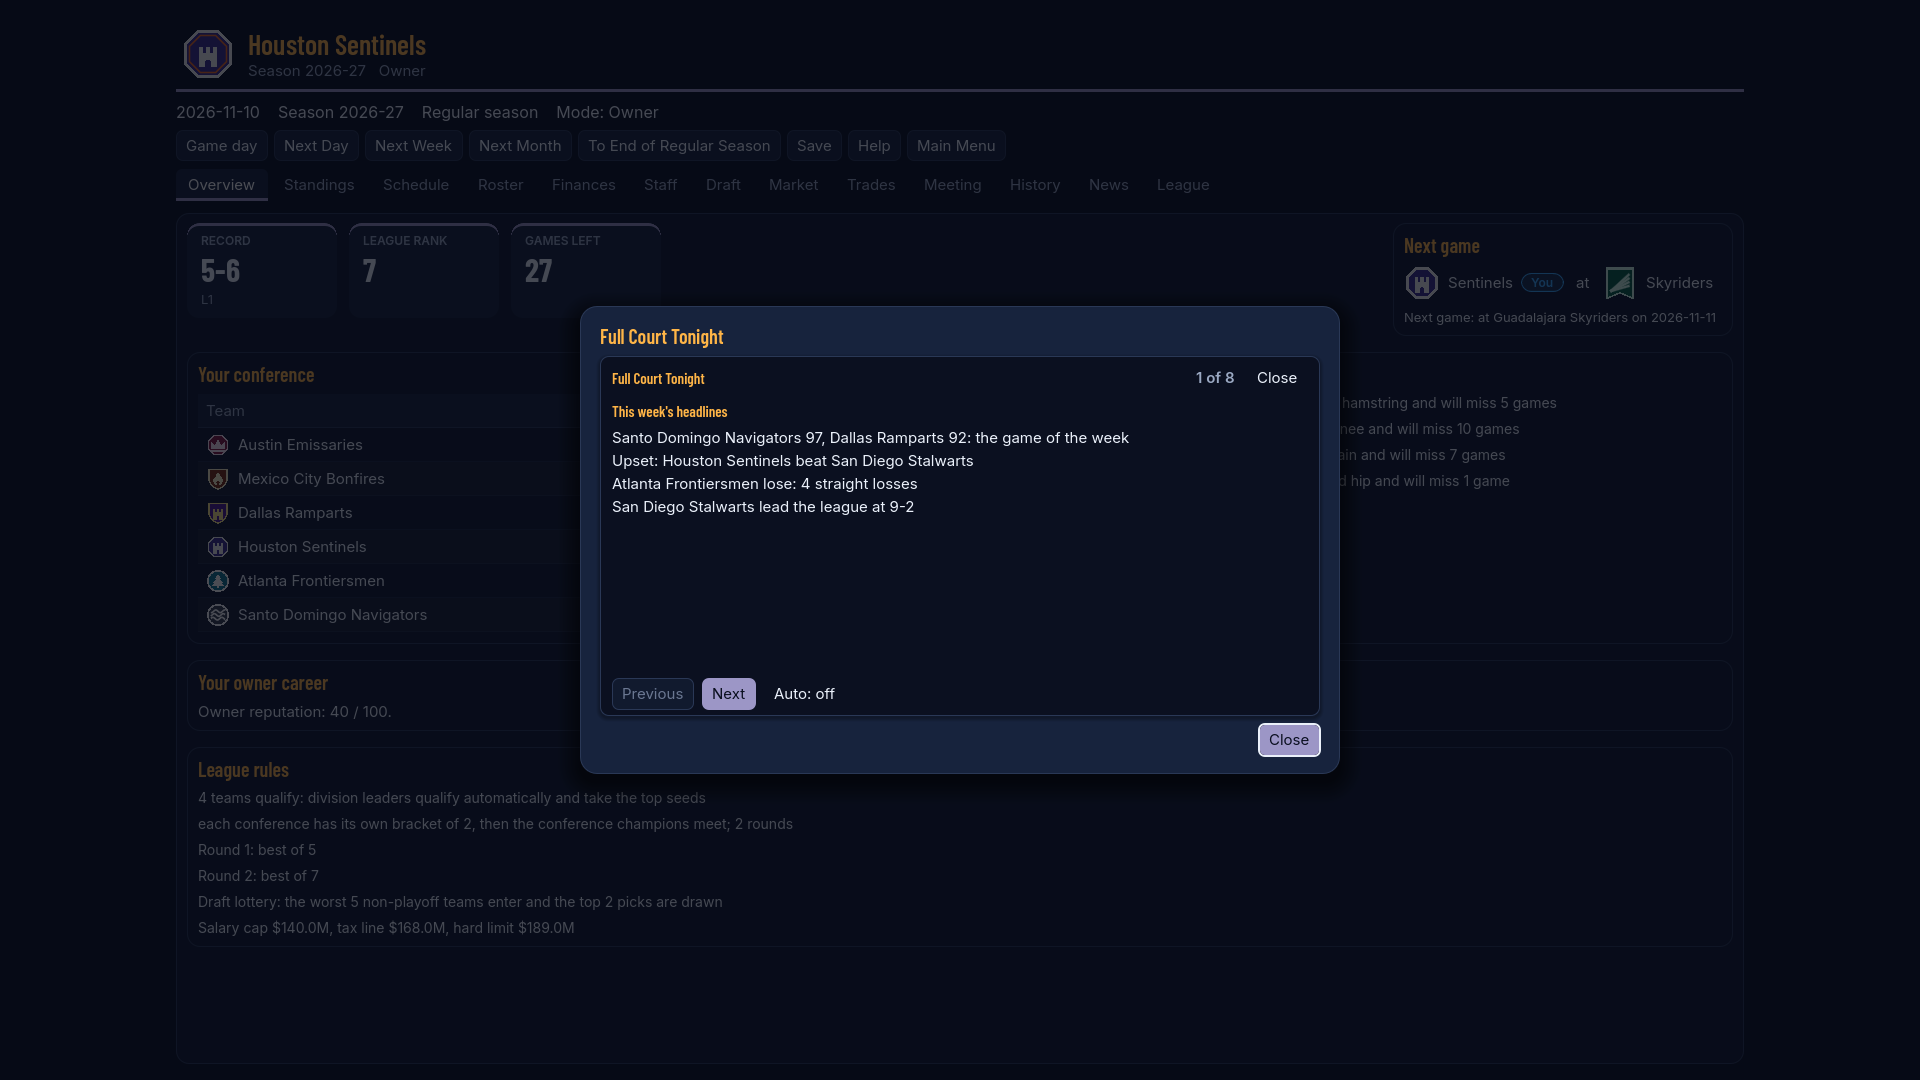 Houston Sentinels
Season 2026-27 Owner
2026-11-10 Season 2026-27 Regular season Mode: Owner
Game day Next Day Next Week Next Month To End of Regular Season Save Help Main Menu
Overview Standings Schedule Roster Finances Staff Draft Market Trades Meeting History News League
RECORD
5-6
L1
LEAGUE RANK
7
GAMES LEFT
27
Next game
Sentinels You at Skyriders
Next game: at Guadalajara Skyriders on 2026-11-11
Your conference
Team
Austin Emissaries
Mexico City Bonfires
Dallas Ramparts
Houston Sentinels
Atlanta Frontiersmen
Santo Domingo Navigators
hamstring and will miss 5 games
and will miss 10 games
and will miss 7 games
hip and will miss 1 game
Full Court Tonight
Full Court Tonight 1 of 8 Close
This week's headlines
Santo Domingo Navigators 97, Dallas Ramparts 92: the game of the week
Upset: Houston Sentinels beat San Diego Stalwarts
Atlanta Frontiersmen lose: 4 straight losses
San Diego Stalwarts lead the league at 9-2
Previous Next Auto: off
Close
Your owner career
Owner reputation: 40 / 100.
League rules
4 teams qualify: division leaders qualify automatically and take the top seeds
each conference has its own bracket of 2, then the conference champions meet; 2 rounds
Round 1: best of 5
Round 2: best of 7
Draft lottery: the worst 5 non-playoff teams enter and the top 2 picks are drawn
Salary cap $140.0M, tax line $168.0M, hard limit $189.0M